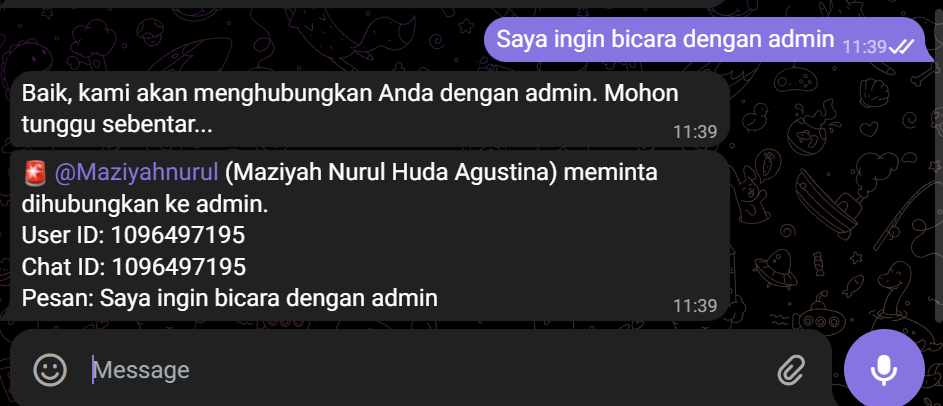 Saya ingin bicara dengan admin 11:39
Baik, kami akan menghubungkan Anda dengan admin. Mohon
tunggu sebentar...
11:39
@Maziyahnurul (Maziyah Nurul Huda Agustina) meminta
dihubungkan ke admin.
User ID: 1096497195
Chat ID: 1096497195
Pesan: Saya ingin bicara dengan admin
11:39
Message